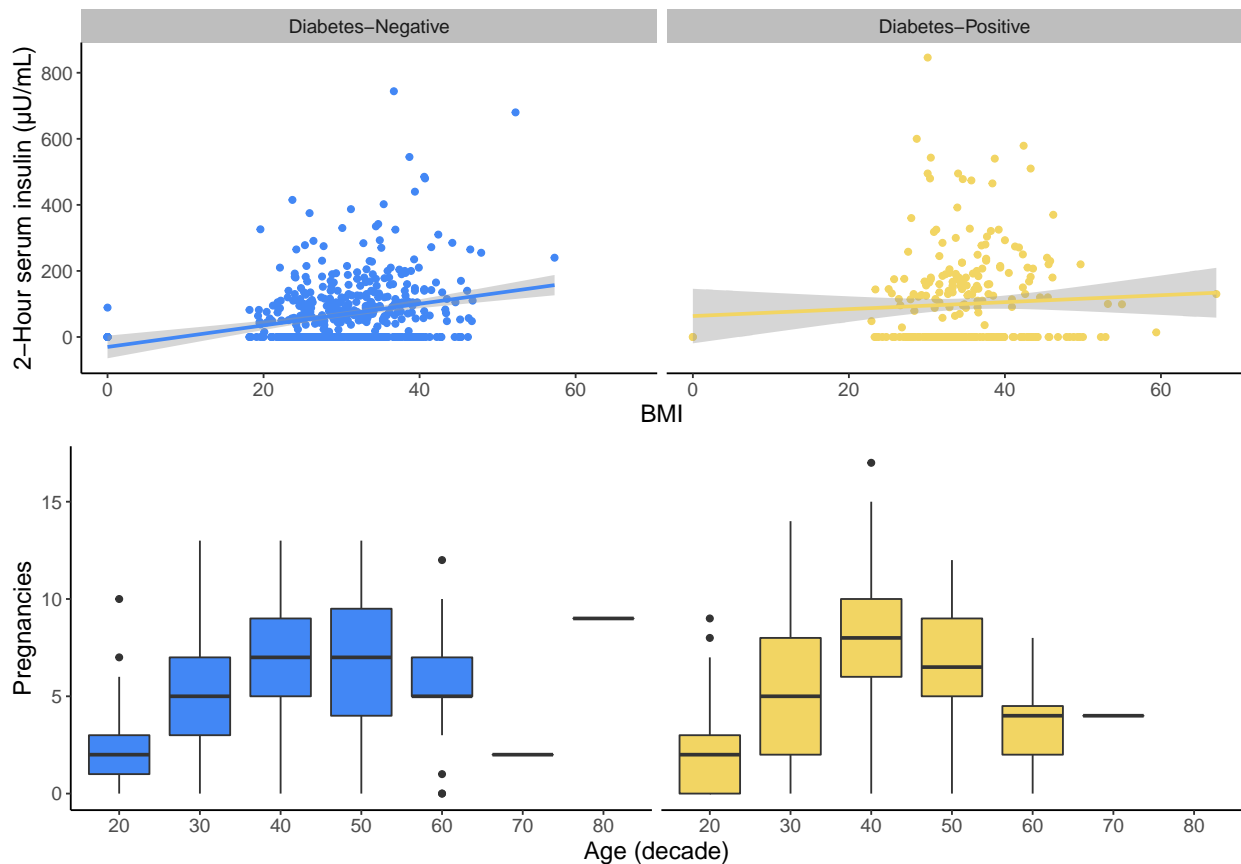 Diabetes−Negative
Diabetes−Positive
2−Hour serum insulin (μU/mL)
800
600
400
200
0
0 20 40 60
0 20 40 60
BMI
Pregnancies
15
10
5
0
20 30 40 50 60 70 80
20 30 40 50 60 70 80
Age (decade)